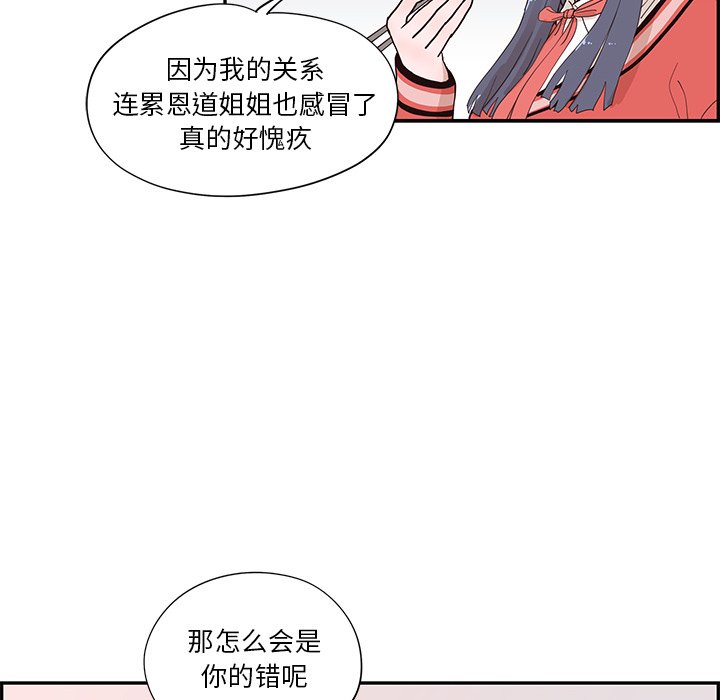 因为我的关系
连累恩道姐姐也感冒了
真的好愧疚
那怎么会是
你的错呢